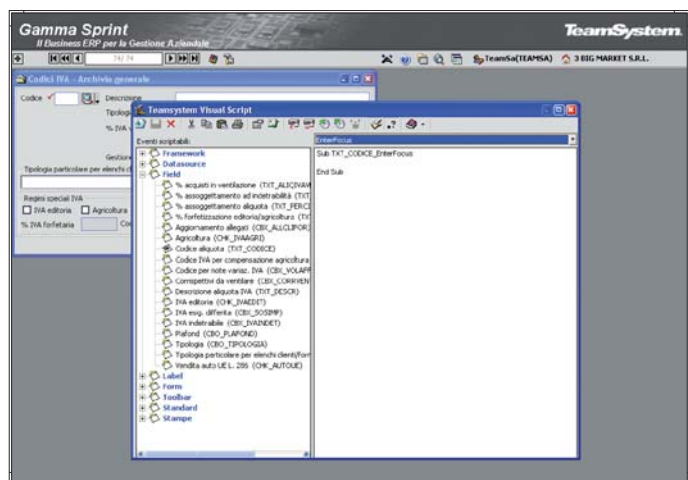 Gamma Sprint
Il Business ERP per la Gestione Aziendale
TeamSystem
74/74
TeamSa(TEAMSA)
3 BIG MARKET S.R.L.
Codici IVA - Archivio generale
Codice
Descrizione
Tipologia
% IVA
Gestione
Tipologia particolare per elenchi
Regimi speciali IVA
IVA editoria
Agricoltura
% IVA forfetaria
Teamsystem Visual Script
Eventi scriptabili:
Framework
Datasource
Field
% acquisti in ventilazione (TXT_ALIQIVAV
% assoggettamento ad indetraibilità (TXT
% assoggettamento aliquota (TXT_PERCI
% forfetizzazione editoria/agricoltura (TXT
Aggiornamento allegati (CBX_ALLCLIFOR)
Agricoltura (CHK_IVAAGRI)
Codice aliquota (TXT_CODICE)
Codice IVA per compensazione agricoltura
Codice per note variaz. IVA (CBX_VOLAFF
Corrispettivi da ventilare (CBX_CORRVEN
Descrizione aliquota IVA (TXT_DESCR)
IVA editoria (CHK_IVAEDIT)
IVA esig. differita (CBX_SOSIMP)
IVA indetraibile (CBX_IVAINDET)
Plafond (CBO_PLAFOND)
Tipologia (CBO_TIPOLOGIA)
Tipologia particolare per elenchi clienti/forn
Vendita auto UE L. 286 (CHK_AUTOUE)
Label
Form
Toolbar
Standard
Stampe
EnterFocus
Sub TXT_CODICE_EnterFocus
End Sub